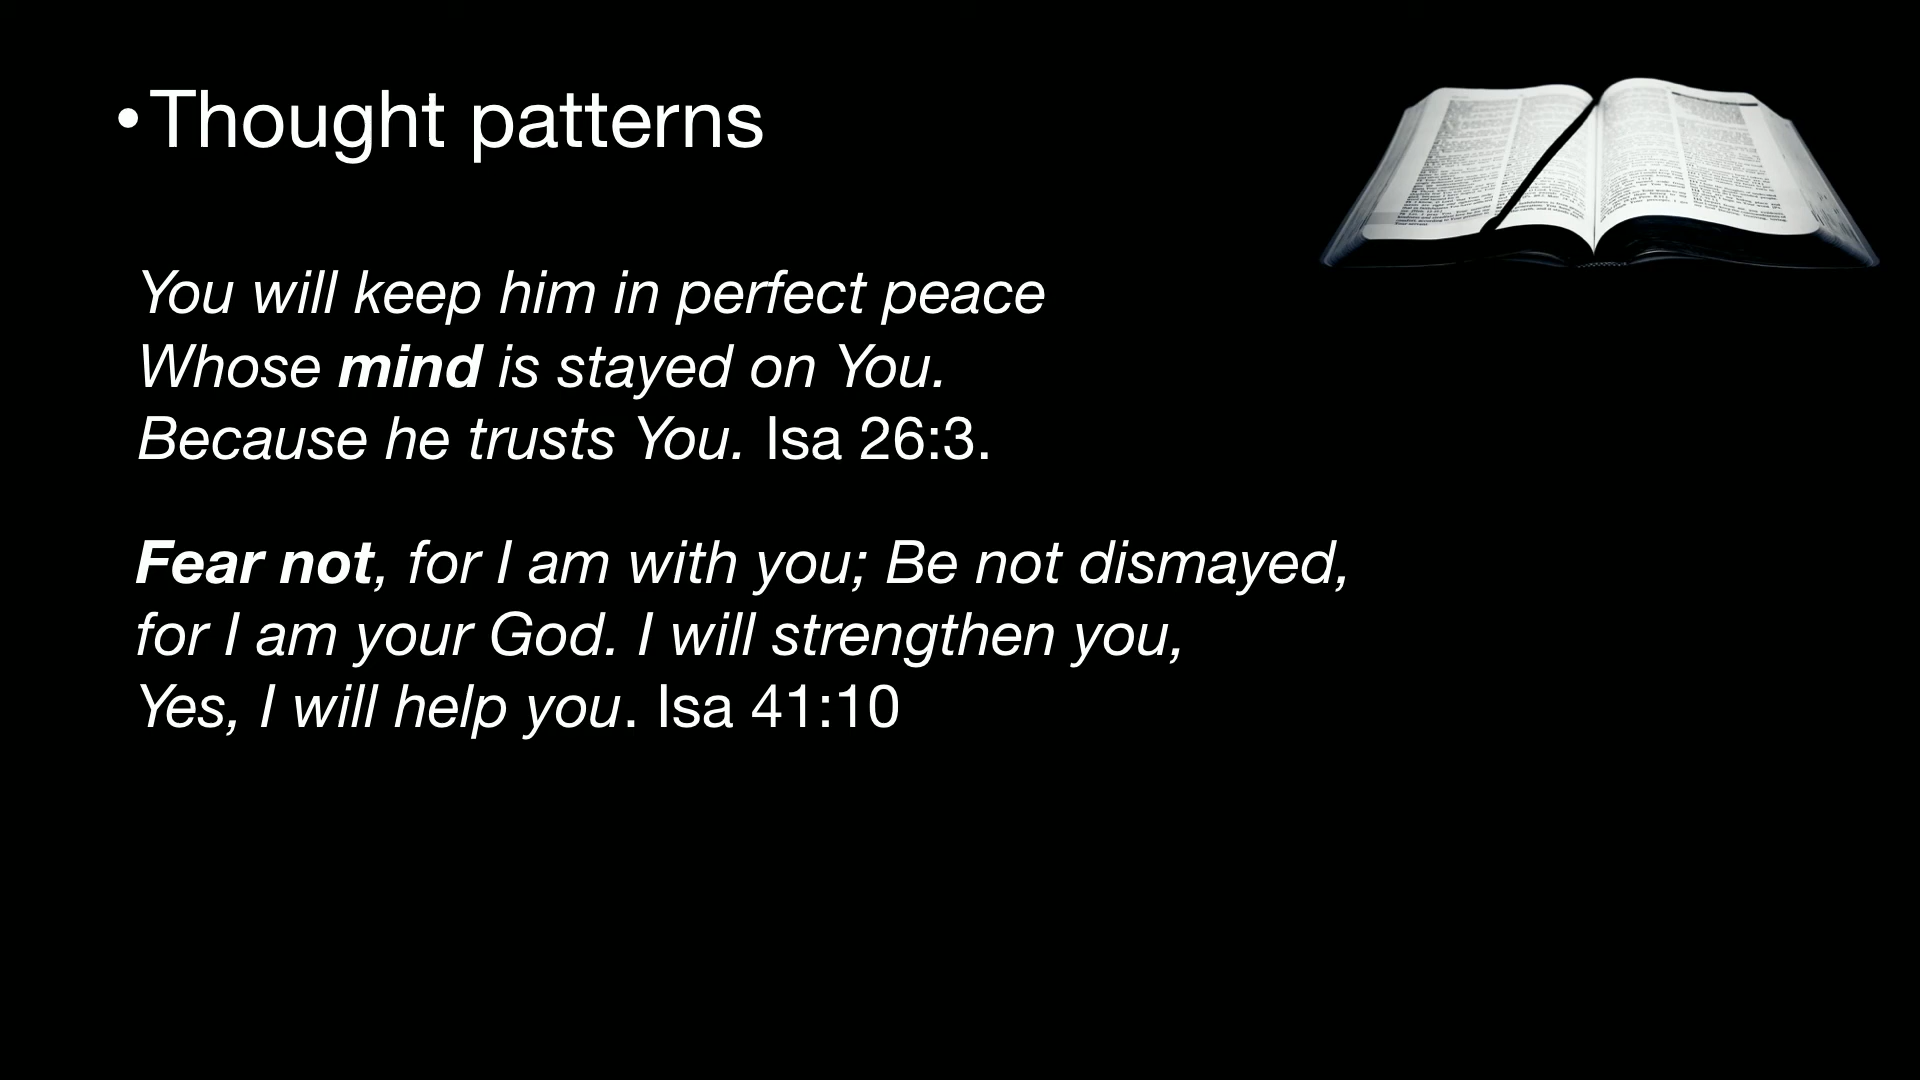 •Thought patterns
You will keep him in perfect peace
Whose mind is stayed on You.
Because he trusts You. Isa 26:3.
Fear not, for I am with you; Be not dismayed,
for I am your God. I will strengthen you,
Yes, I will help you. Isa 41:10